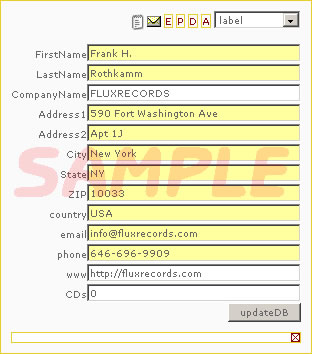 E P D A label
FirstName Frank H.
LastName Rothkamm
CompanyName FLUXRECORDS
Address1 590 Fort Washington Ave
Address2 Apt 1J
City New York
State NY
SAMPLE
ZIP 10033
country USA
email info@fluxrecords.com
phone 646-696-9909
www http://fluxrecords.com
CDs 0
updateDB